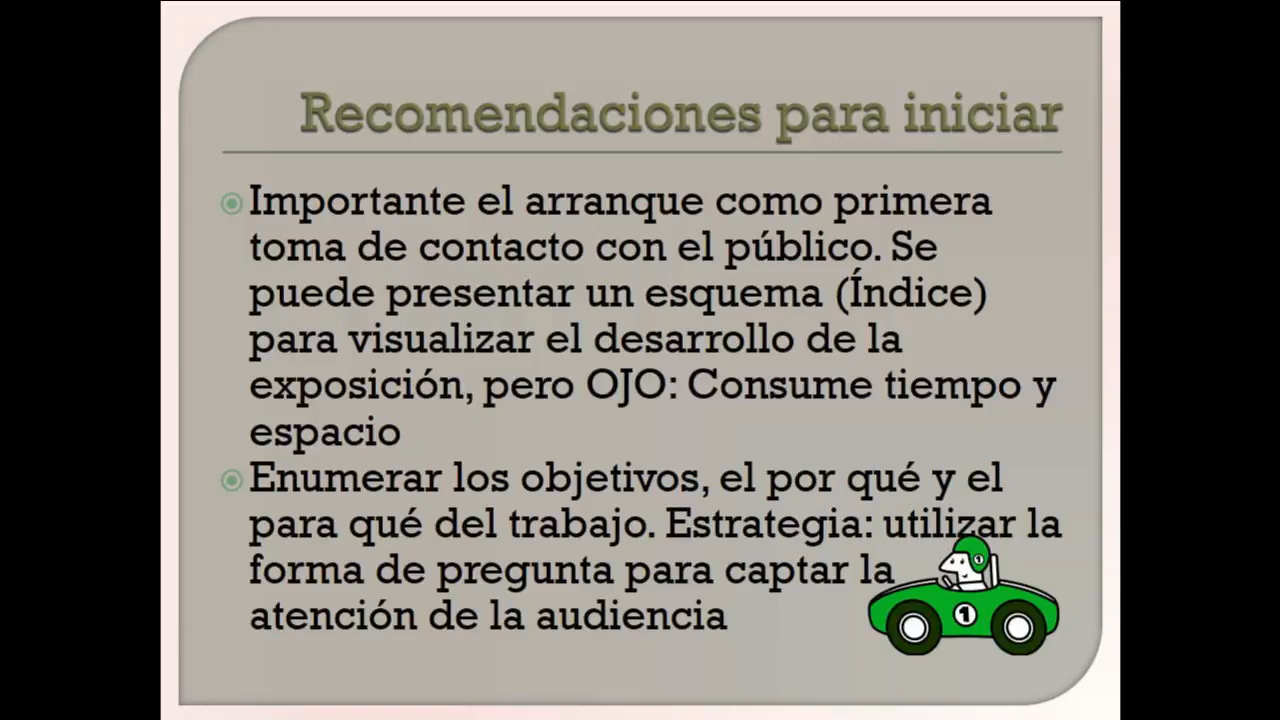 Recomendaciones para iniciar
Importante el arranque como primera
toma de contacto con el público. Se
puede presentar un esquema (Índice)
para visualizar el desarrollo de la
exposición, pero OJO: Consume tiempo y
espacio
Enumerar los objetivos, el por qué y el
para qué del trabajo. Estrategia: utilizar la
forma de pregunta para captar la
atención de la audiencia
1
1